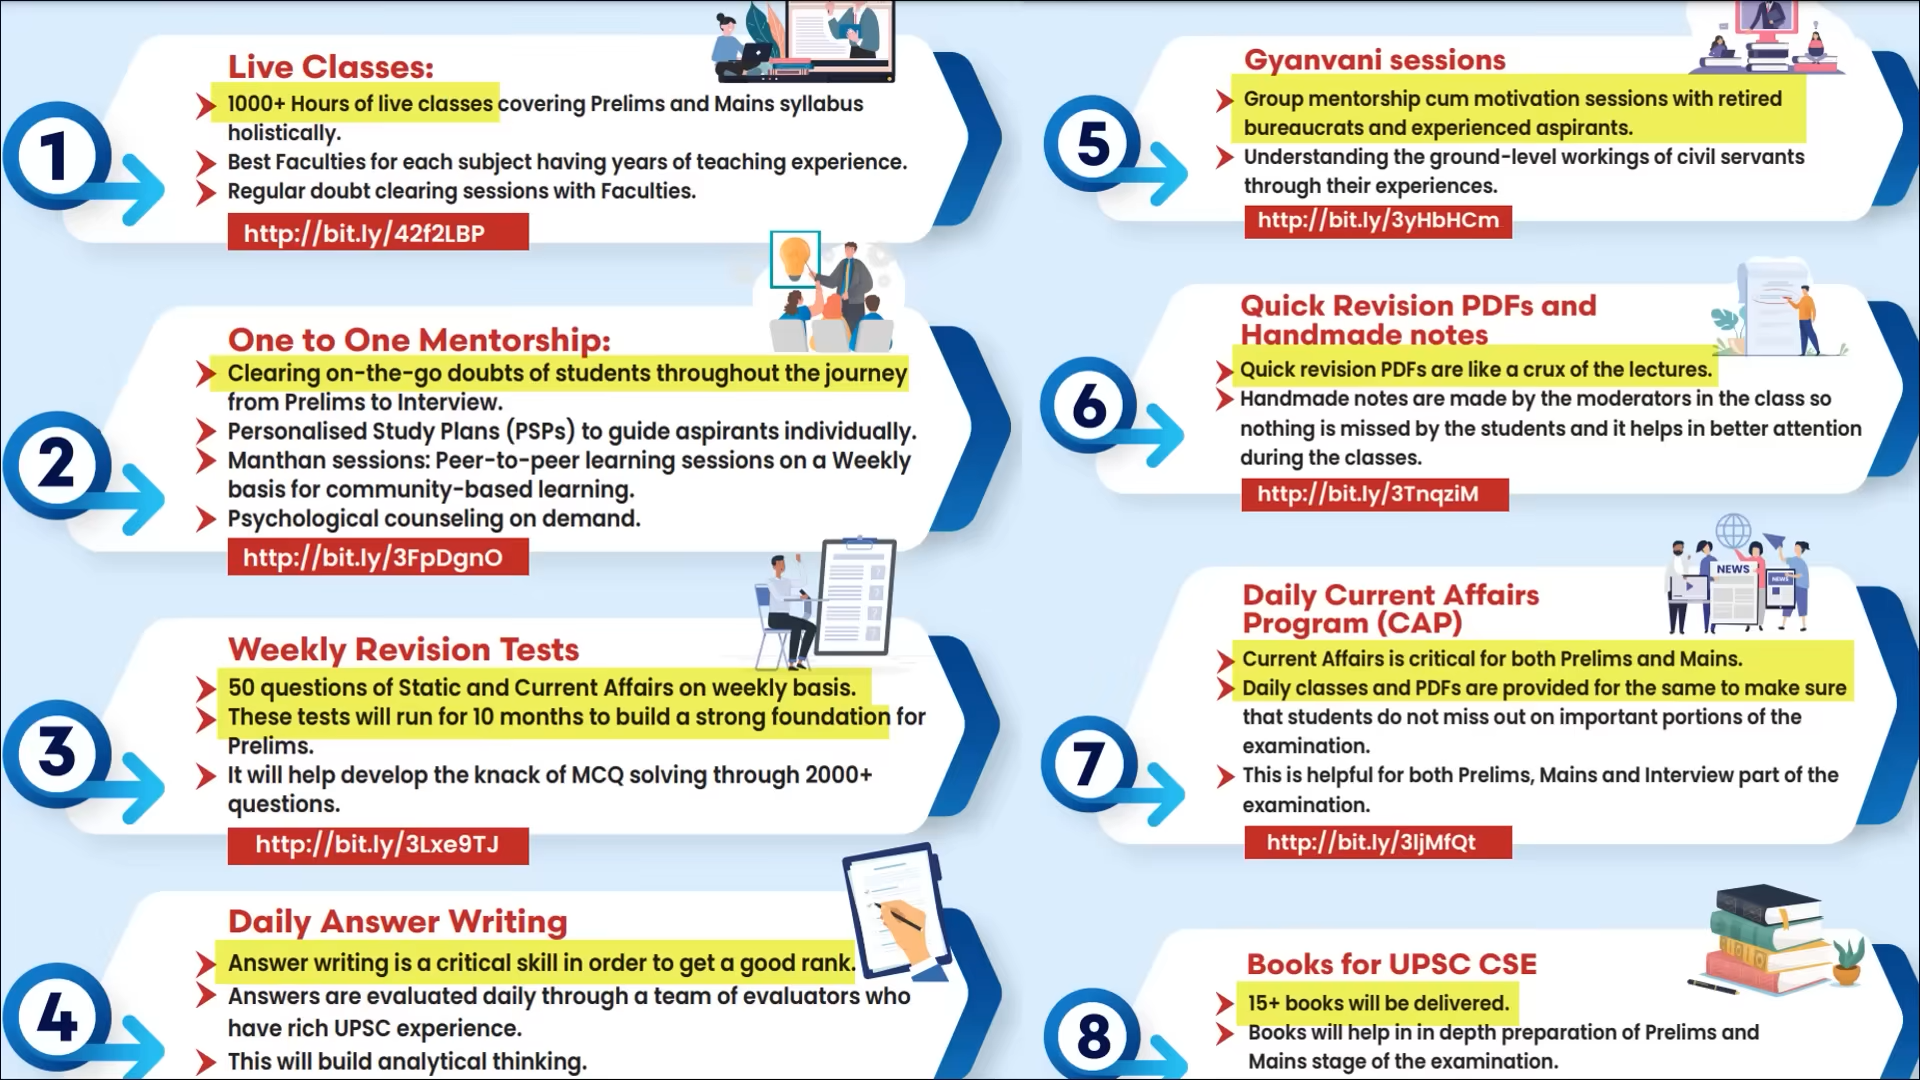 1
Live Classes:
1000+ Hours of live classes covering Prelims and Mains syllabus
holistically.
Best Faculties for each subject having years of teaching experience.
Regular doubt clearing sessions with Faculties.
http://bit.ly/42f2LBP
2
One to One Mentorship:
Clearing on-the-go doubts of students throughout the journey
from Prelims to Interview.
Personalised Study Plans (PSPs) to guide aspirants individually.
Manthan sessions: Peer-to-peer learning sessions on a Weekly
basis for community-based learning.
Psychological counseling on demand.
http://bit.ly/3FpDgnO
3
Weekly Revision Tests
50 questions of Static and Current Affairs on weekly basis.
These tests will run for 10 months to build a strong foundation for
Prelims.
It will help develop the knack of MCQ solving through 2000+
questions.
http://bit.ly/3Lxe9TJ
4
Daily Answer Writing
Answer writing is a critical skill in order to get a good rank.
Answers are evaluated daily through a team of evaluators who
have rich UPSC experience.
This will build analytical thinking.
5
Gyanvani sessions
Group mentorship cum motivation sessions with retired
bureaucrats and experienced aspirants.
Understanding the ground-level workings of civil servants
through their experiences.
http://bit.ly/3yHbHCm
6
Quick Revision PDFs and
Handmade notes
Quick revision PDFs are like a crux of the lectures.
Handmade notes are made by the moderators in the class so
nothing is missed by the students and it helps in better attention
during the classes.
http://bit.ly/3TnqziM
7
NEWS
NEWS
Daily Current Affairs
Program (CAP)
Current Affairs is critical for both Prelims and Mains.
Daily classes and PDFs are provided for the same to make sure
that students do not miss out on important portions of the
examination.
This is helpful for both Prelims, Mains and Interview part of the
examination.
http://bit.ly/3ljMfQt
8
Books for UPSC CSE
15+ books will be delivered.
Books will help in in depth preparation of Prelims and
Mains stage of the examination.